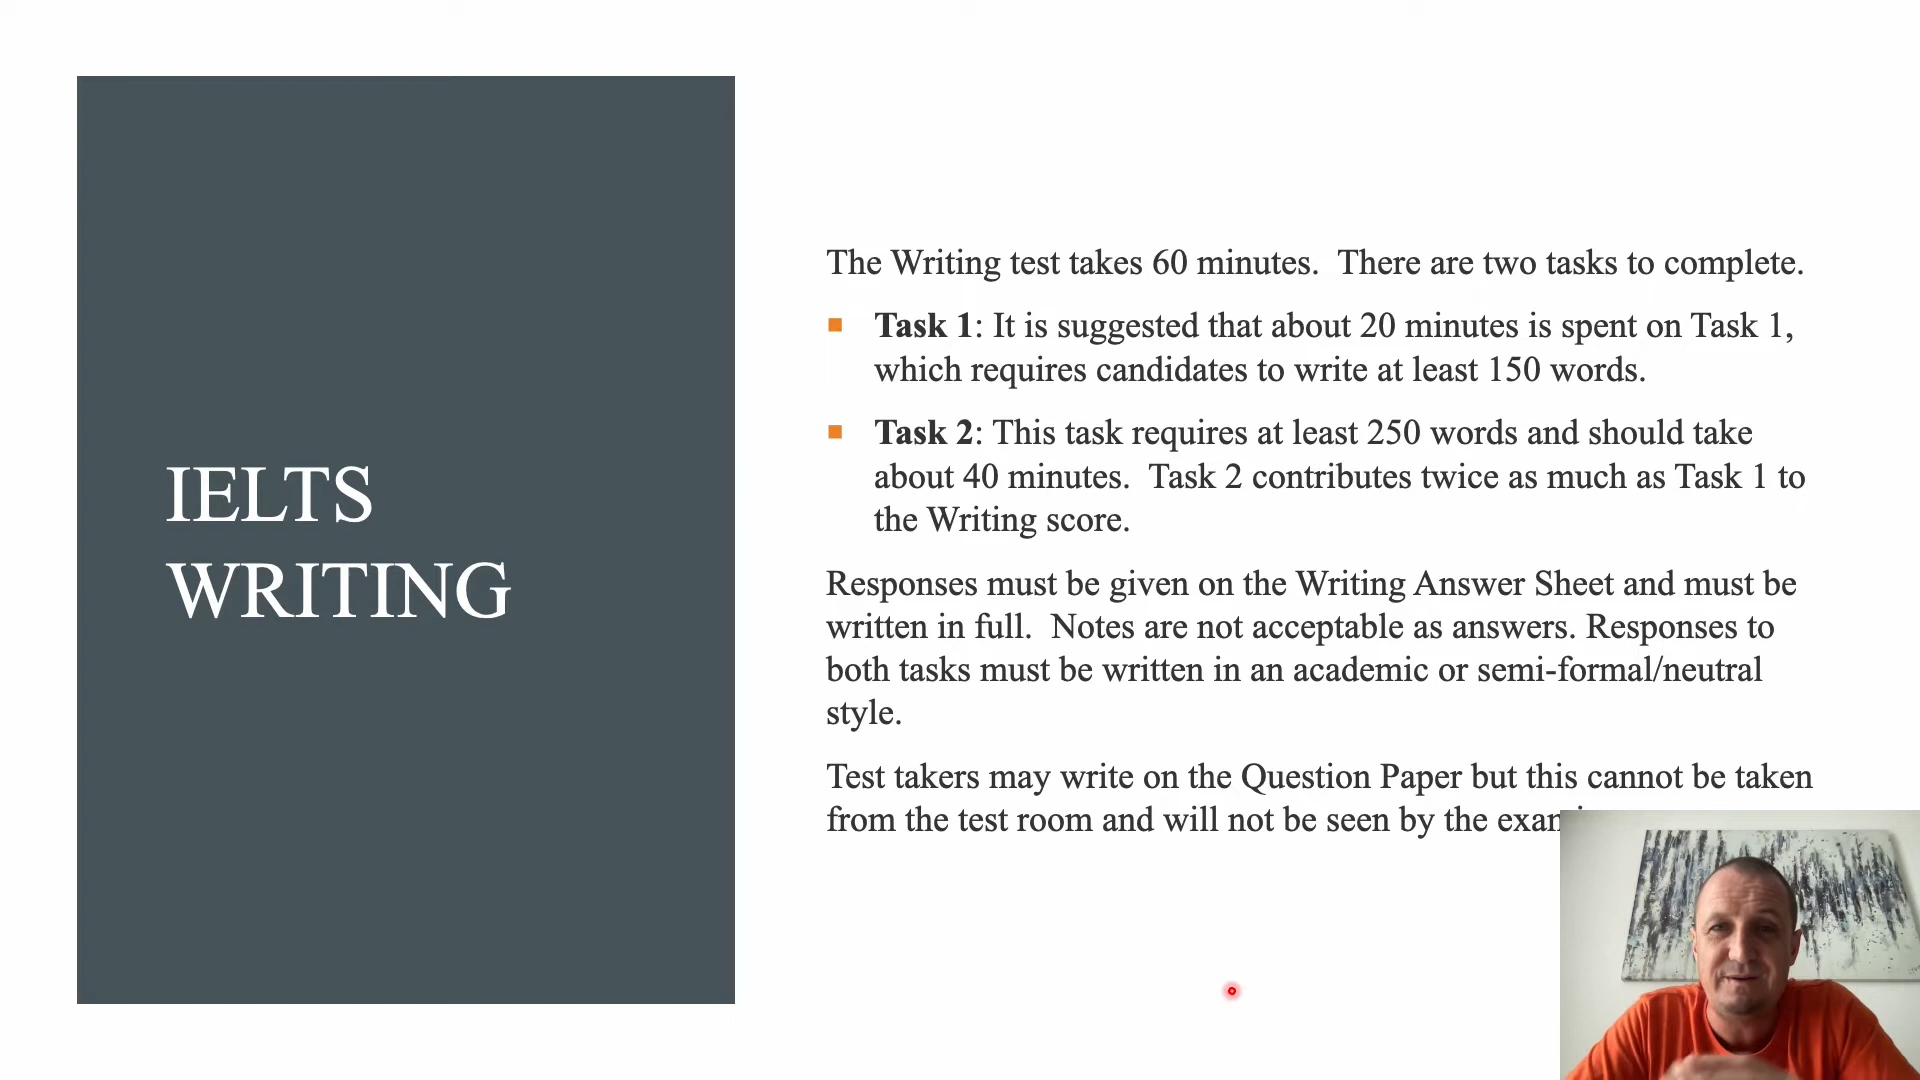 IELTS
WRITING
The Writing test takes 60 minutes.  There are two tasks to complete.
▪ Task 1: It is suggested that about 20 minutes is spent on Task 1,
which requires candidates to write at least 150 words.
▪ Task 2: This task requires at least 250 words and should take
about 40 minutes.  Task 2 contributes twice as much as Task 1 to
the Writing score.
Responses must be given on the Writing Answer Sheet and must be
written in full.  Notes are not acceptable as answers. Responses to
both tasks must be written in an academic or semi-formal/neutral
style.
Test takers may write on the Question Paper but this cannot be taken
from the test room and will not be seen by the